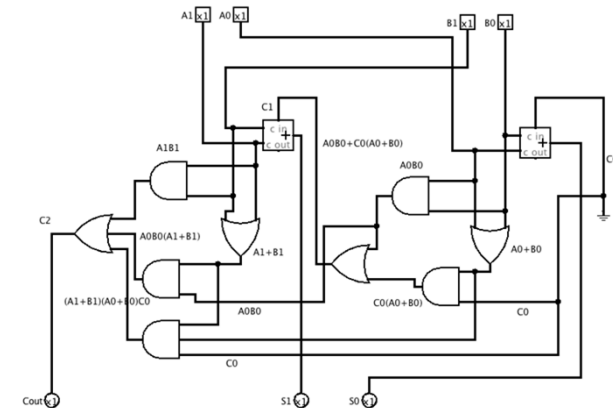 A1 x1 A0 x1 B1 x1 B0 x1
C1
c in
c out
c in
c out
A1B1
A0B0+C0(A0+B0)
A0B0
C2
A0B0(A1+B1)
A1+B1
A0+B0
(A1+B1)(A0+B0)C0
A0B0
C0(A0+B0)
C0
C0
Cout x1 S1 x1 S0 x1